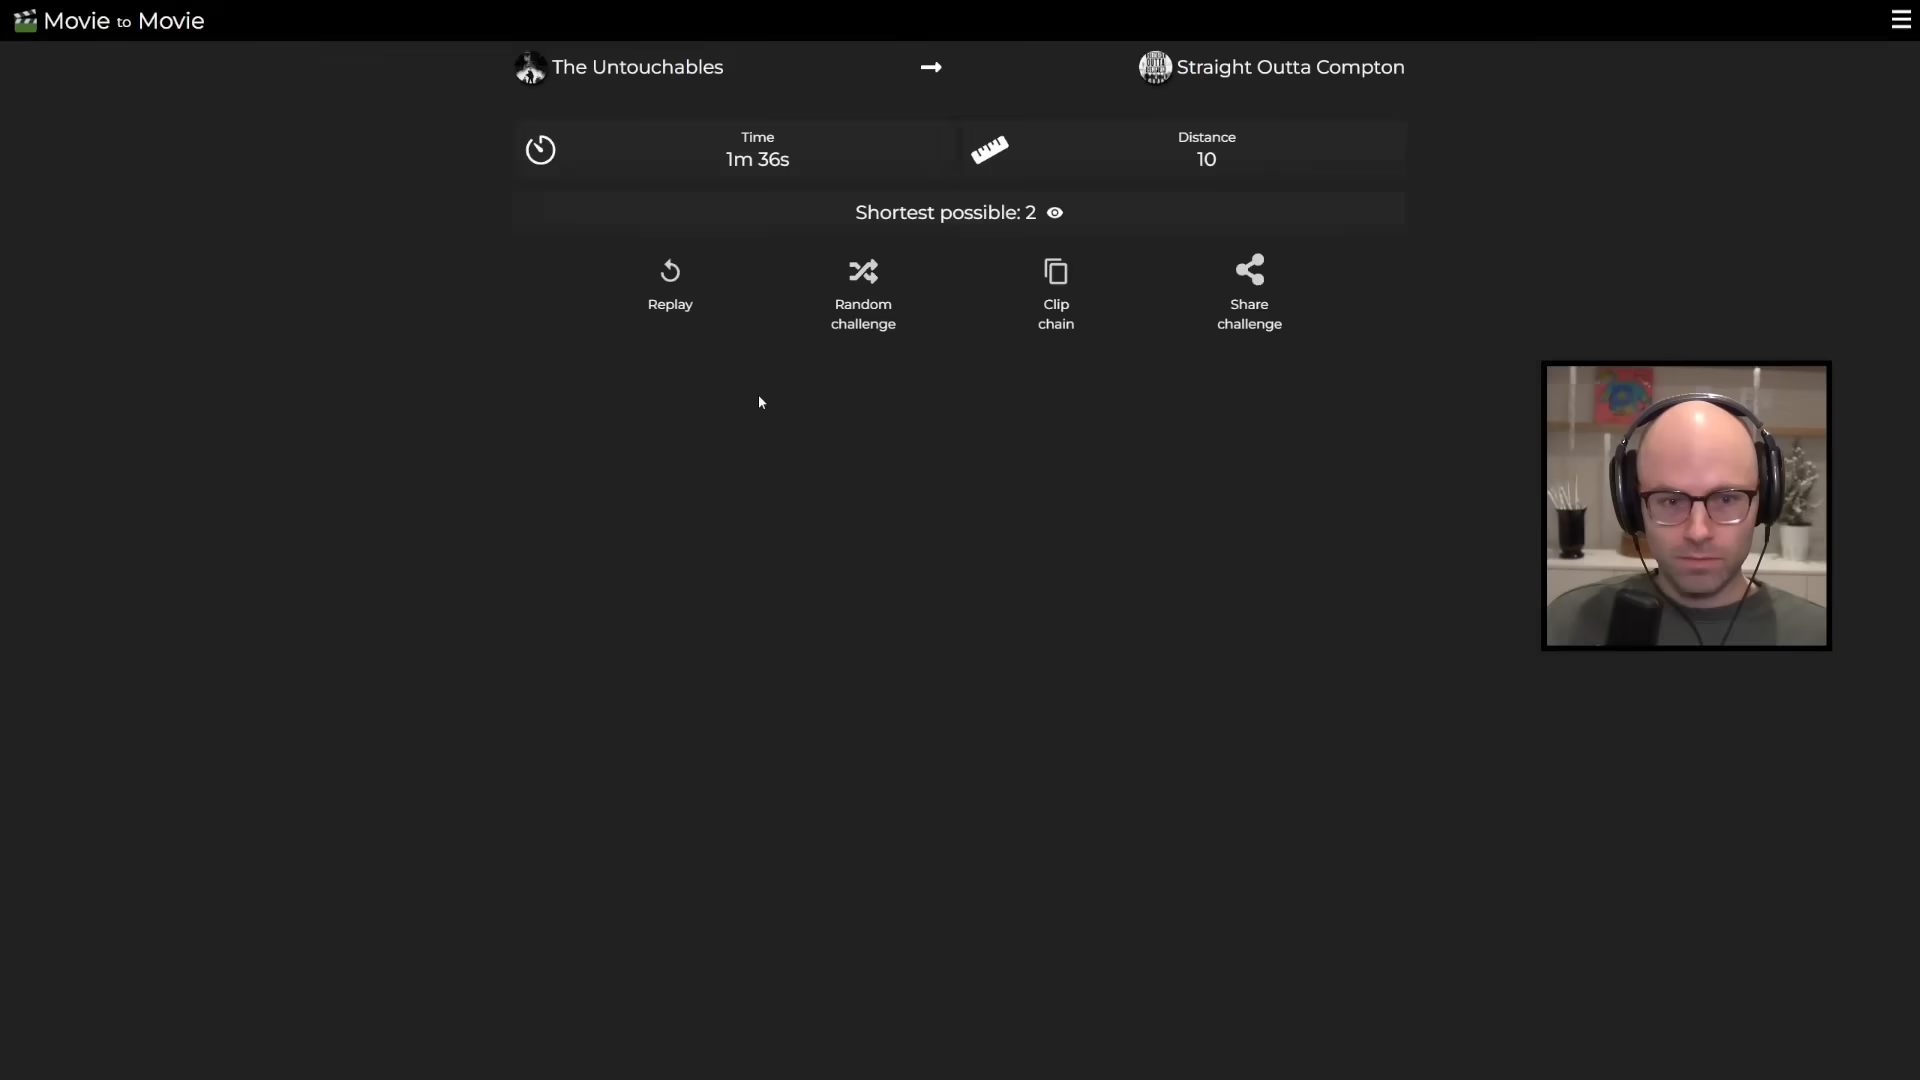 Movie to Movie
The Untouchables
Straight Outta Compton
Time
1m 36s
Distance
10
Shortest possible: 2
Replay
Random
challenge
Clip
chain
Share
challenge